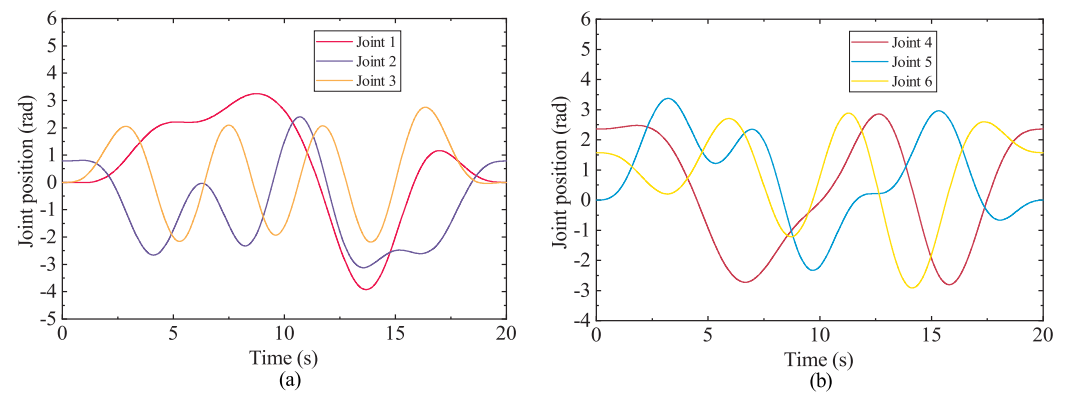 6
5
4
3
2
1
0
-1
-2
-3
-4
-5
Joint position (rad)
Joint 1
Joint 2
Joint 3
0 5 10 15 20
Time (s)
(a)
6
5
4
3
2
1
0
-1
-2
-3
-4
Joint position (rad)
Joint 4
Joint 5
Joint 6
0 5 10 15 20
Time (s)
(b)